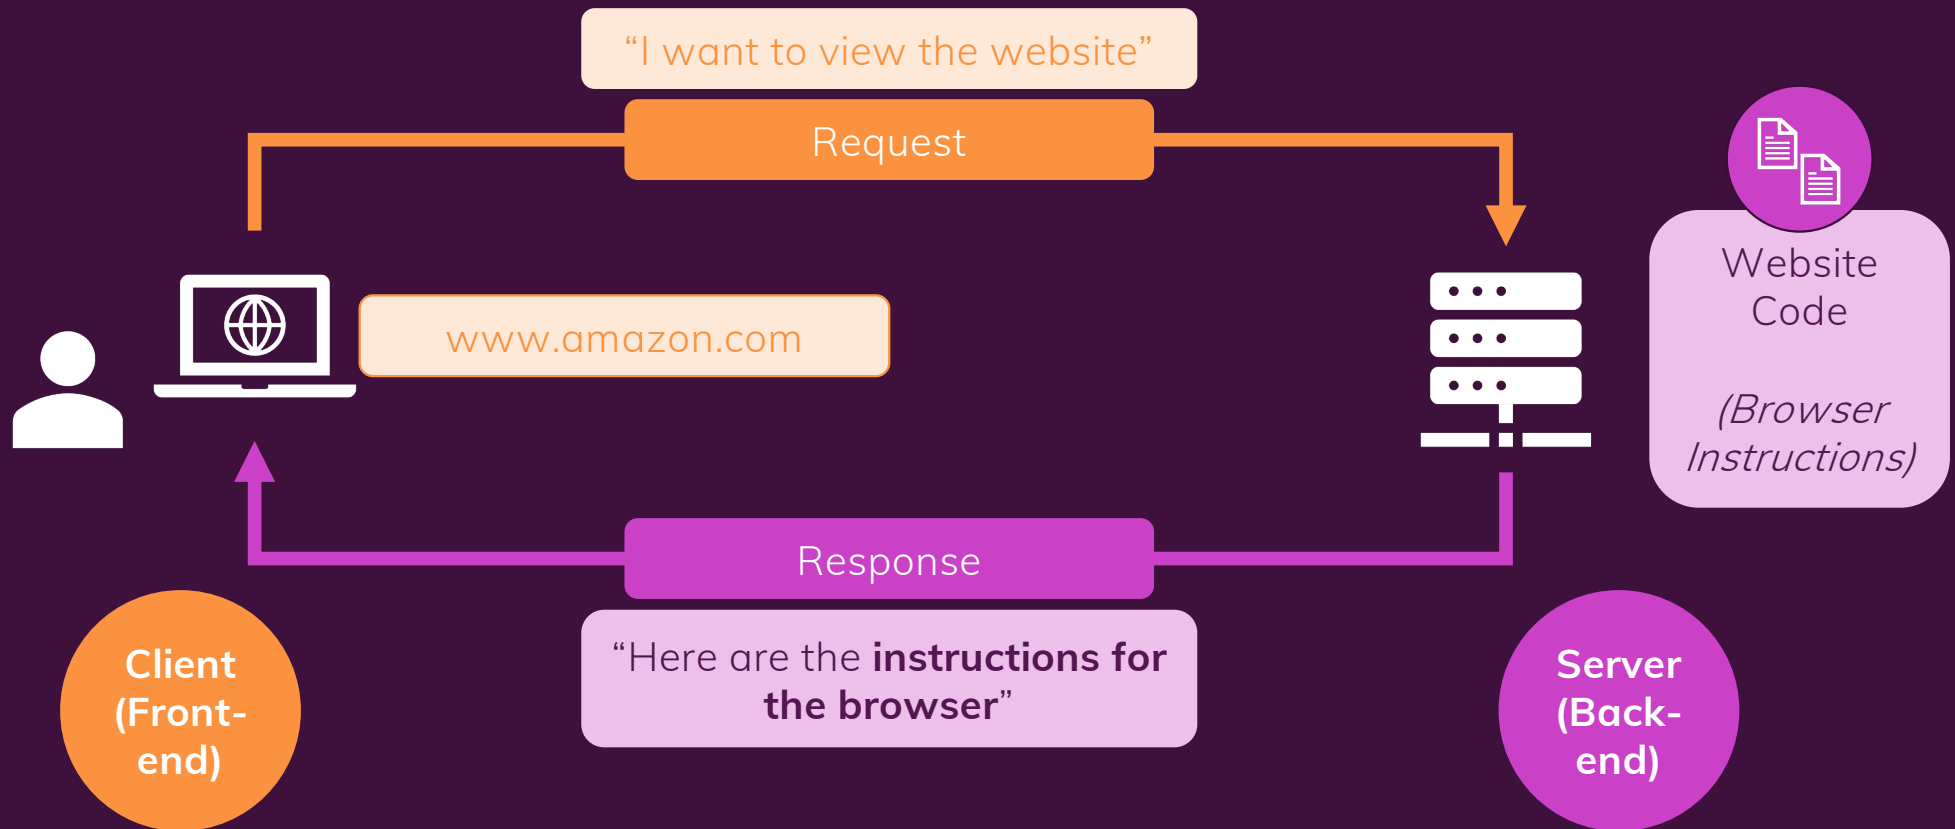 “I want to view the website”
Request
www.amazon.com
Website
Code
(Browser
Instructions)
Response
“Here are the instructions for
the browser”
Client
(Front-
end)
Server
(Back-
end)